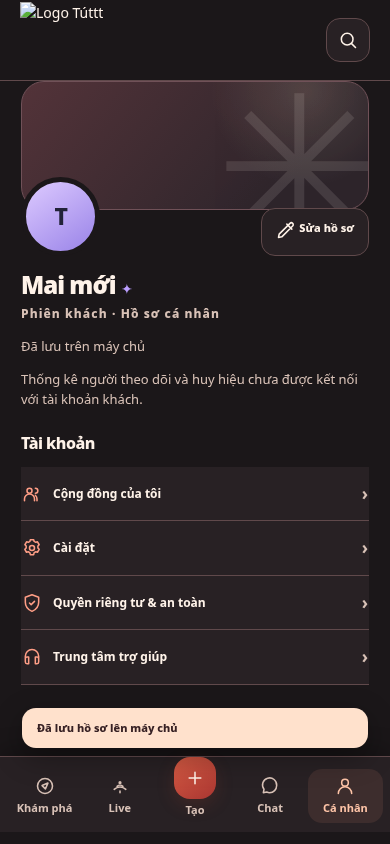 Logo Túttt
T
Sửa hồ sơ
Mai mới
Phiên khách · Hồ sơ cá nhân
Đã lưu trên máy chủ
Thống kê người theo dõi và huy hiệu chưa được kết nối
với tài khoản khách.
Tài khoản
Cộng đồng của tôi
Cài đặt
Quyền riêng tư & an toàn
Trung tâm trợ giúp
Đã lưu hồ sơ lên máy chủ
Khám phá
Live
Tạo
Chat
Cá nhân